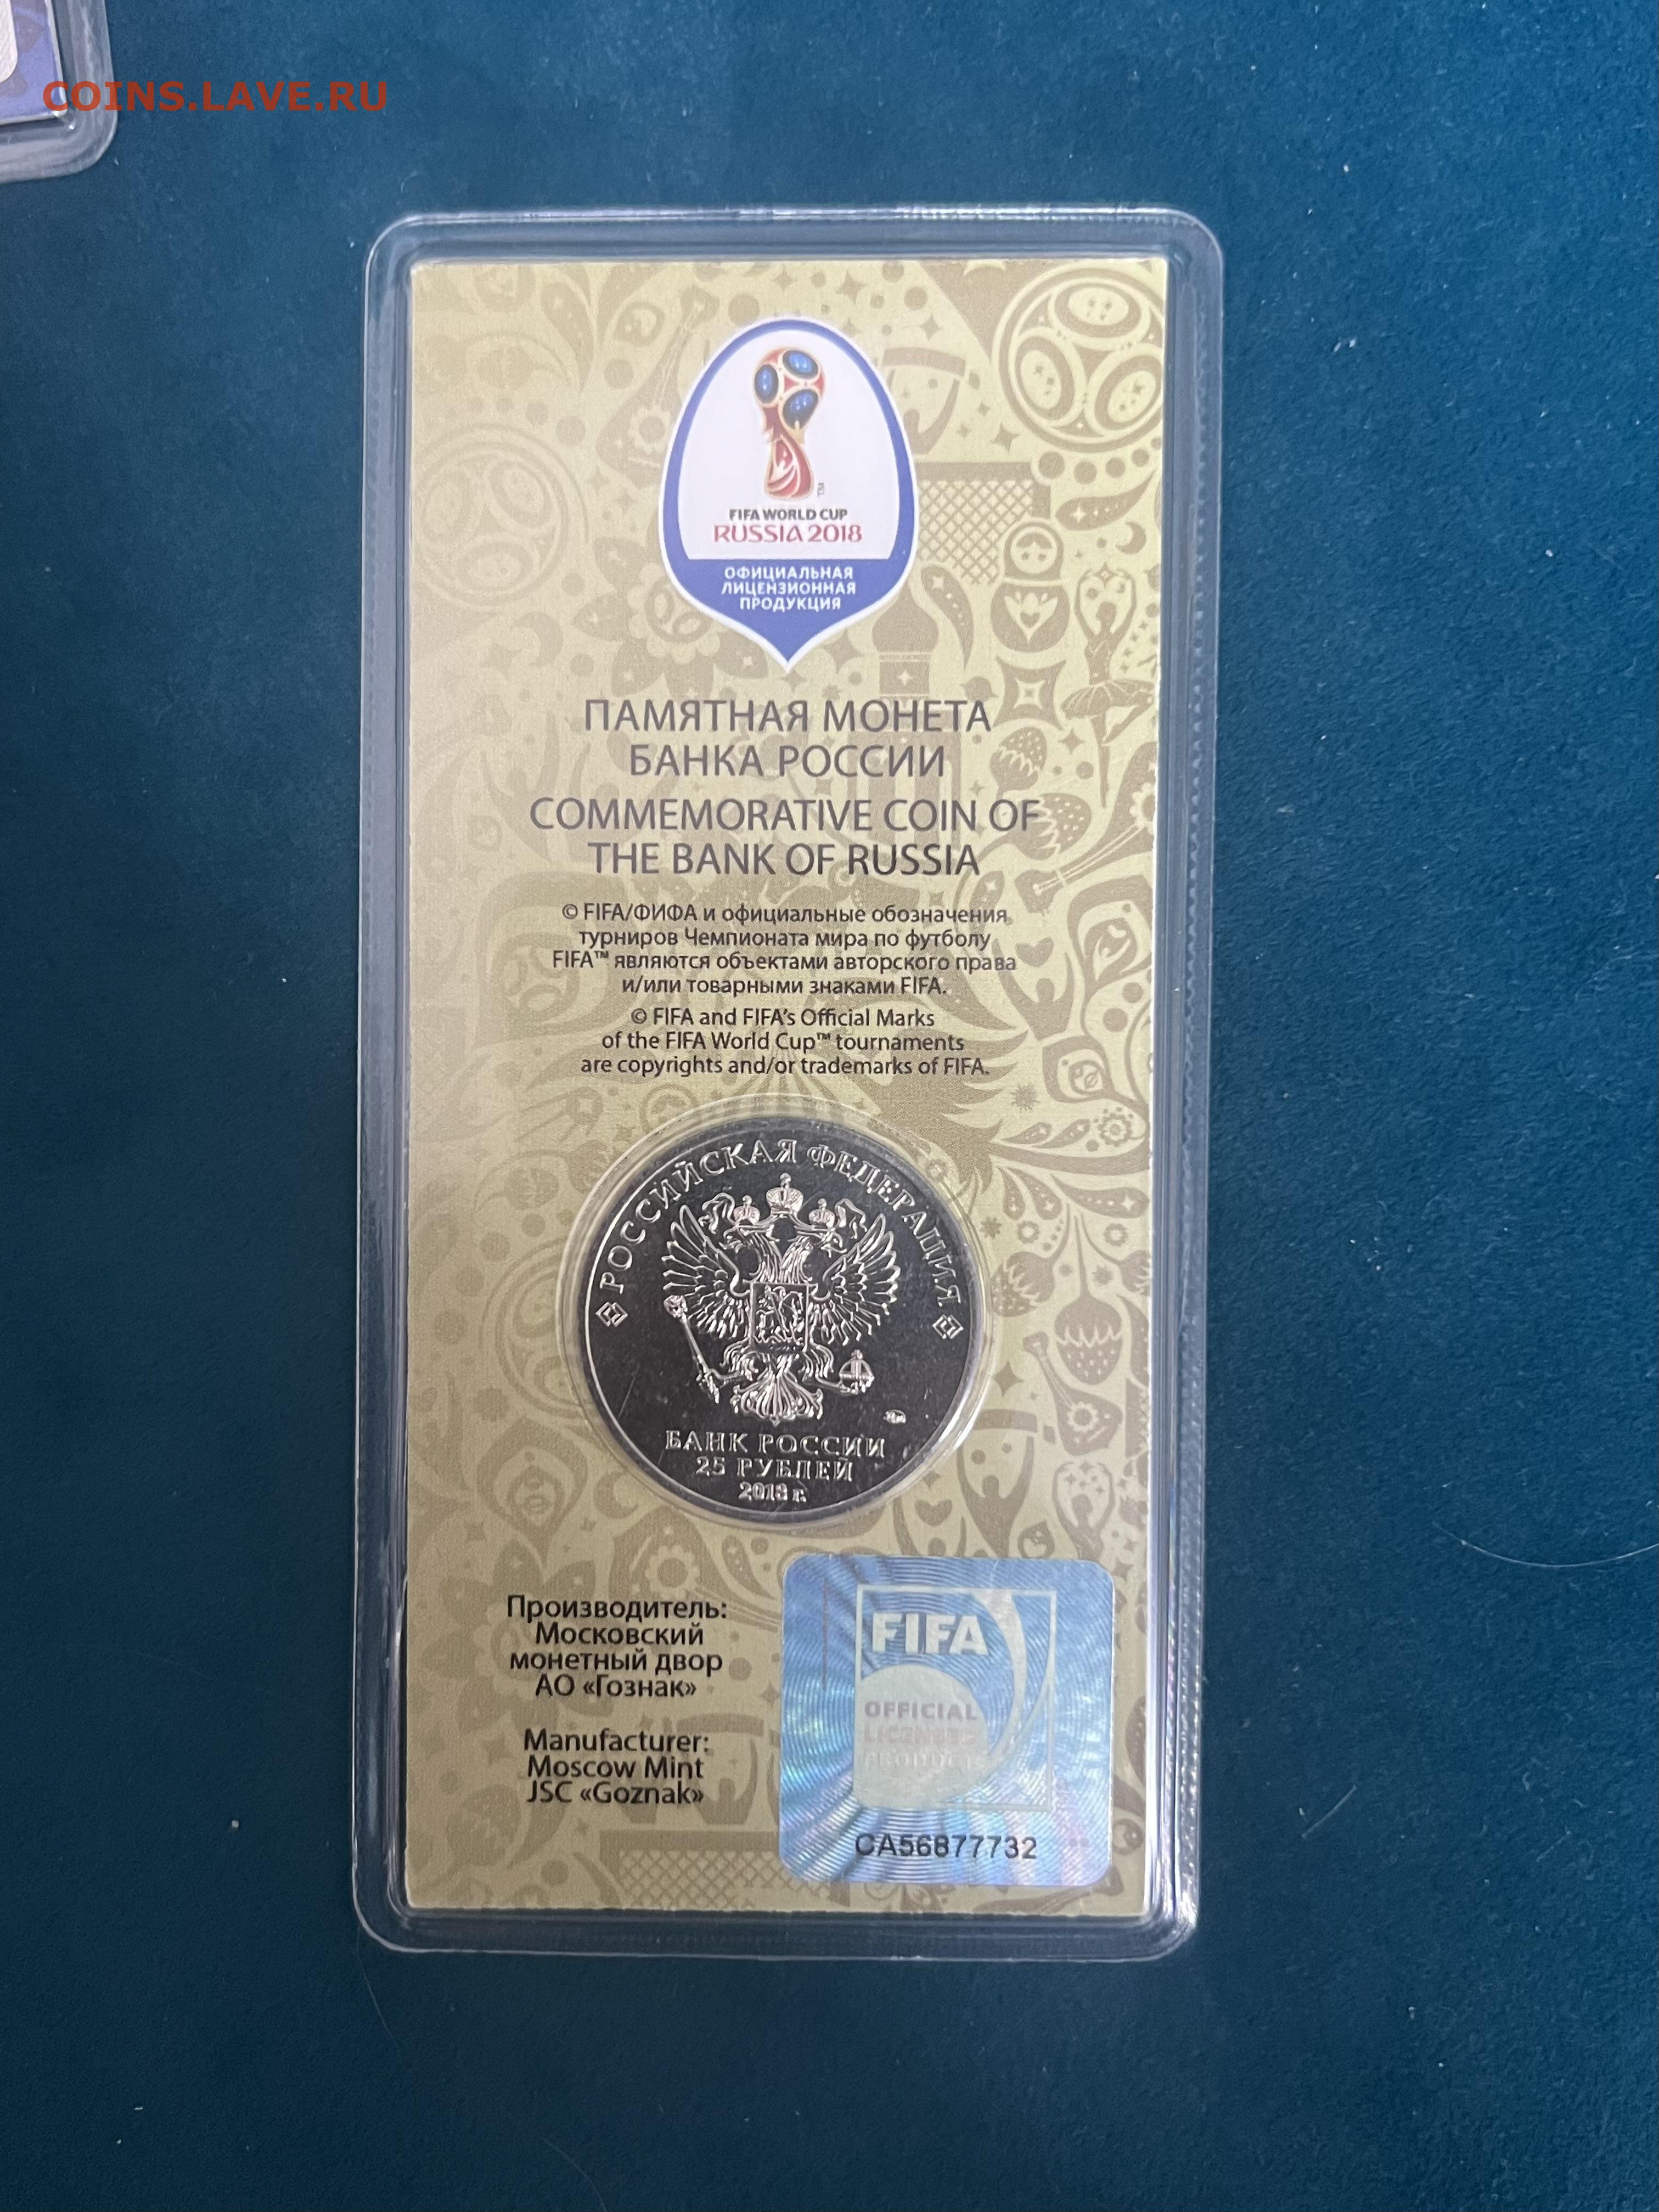 COINS.LAVE.RU
FIFA WORLD CUP
RUSSIA 2018
ОФИЦИАЛЬНАЯ
ЛИЦЕНЗИОННАЯ
ПРОДУКЦИЯ
ПАМЯТНАЯ МОНЕТА
БАНКА РОССИИ
COMMEMORATIVE COIN OF
THE BANK OF RUSSIA
© FIFA/ФИФА и официальные обозначения
турниров Чемпионата мира по футболу
FIFA™ являются объектами авторского права
и/или товарными знаками FIFA.
© FIFA and FIFA's Official Marks
of the FIFA World Cup™ tournaments
are copyrights and/or trademarks of FIFA.
РОССИЙСКАЯ ФЕДЕРАЦИЯ
БАНК РОССИИ
25 РУБЛЕЙ
2018 г.
Производитель:
Московский
монетный двор
АО «Гознак»
Manufacturer:
Moscow Mint
JSC «Goznak»
FIFA
OFFICIAL
LICENSED
PRODUCT
CA56877732